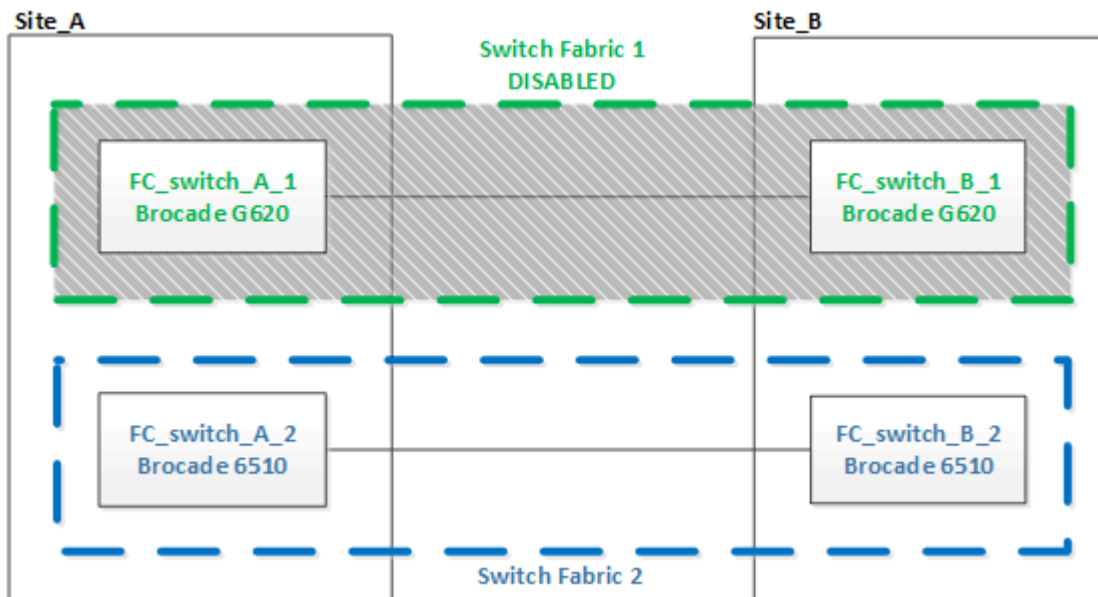 Site_A
Site_B
Switch Fabric 1
DISABLED
FC_switch_A_1
Brocade G620
FC_switch_B_1
Brocade G620
FC_switch_A_2
Brocade 6510
FC_switch_B_2
Brocade 6510
Switch Fabric 2